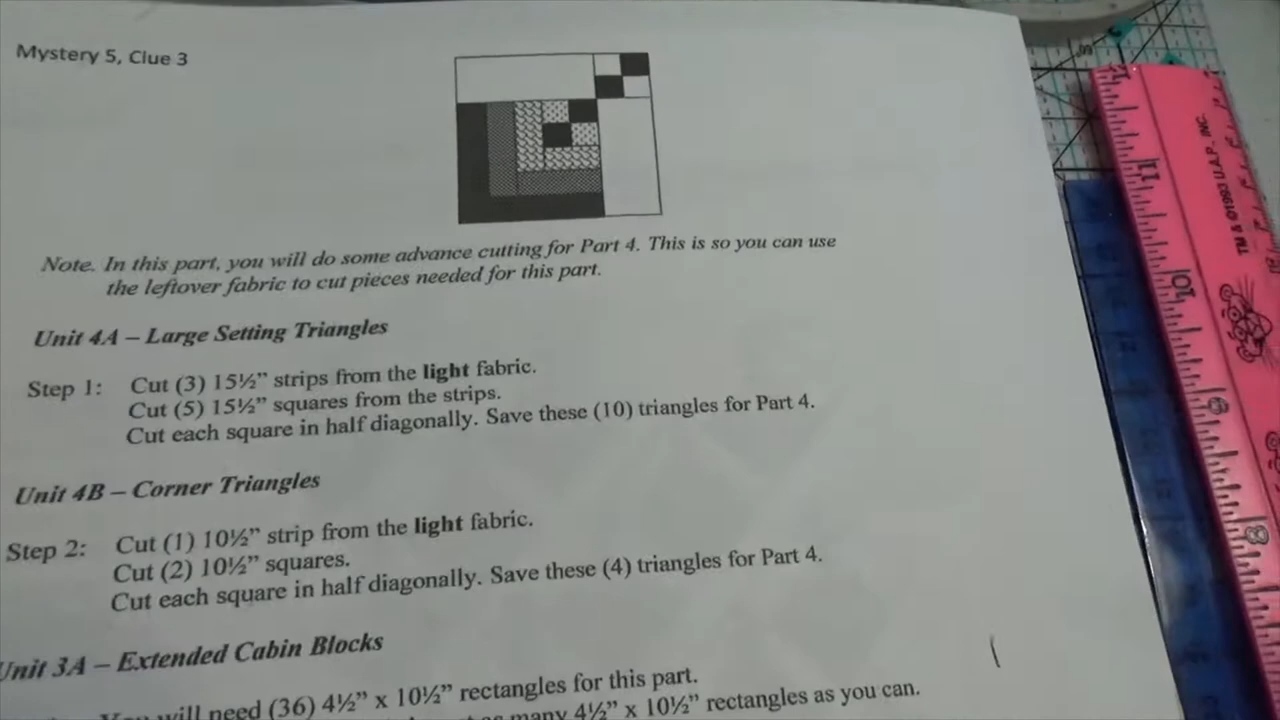 Mystery 5, Clue 3
Note. In this part, you will do some advance cutting for Part 4. This is so you can use
the leftover fabric to cut pieces needed for this part.
Unit 4A – Large Setting Triangles
Step 1: Cut (3) 15½” strips from the light fabric.
Cut (5) 15½” squares from the strips.
Cut each square in half diagonally. Save these (10) triangles for Part 4.
Unit 4B – Corner Triangles
Step 2: Cut (1) 10½” strip from the light fabric.
Cut (2) 10½” squares.
Cut each square in half diagonally. Save these (4) triangles for Part 4.
Unit 3A – Extended Cabin Blocks
You will need (36) 4½” x 10½” rectangles for this part.
as many 4½” x 10½” rectangles as you can.
11
10
9
8
TM & ©1993 U.A.P., INC.